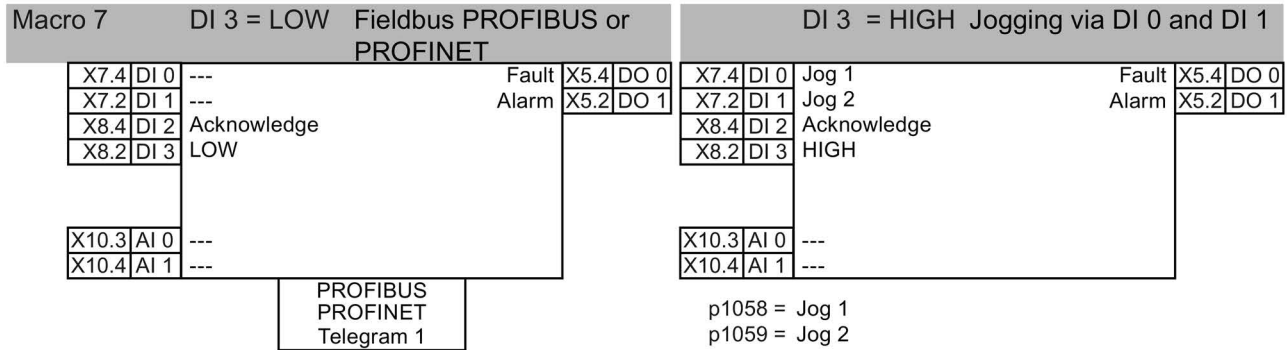 Macro 7 DI 3 = LOW Fieldbus PROFIBUS or
PROFINET
X7.4 DI 0 --- Fault X5.4 DO 0
X7.2 DI 1 --- Alarm X5.2 DO 1
X8.4 DI 2 Acknowledge
X8.2 DI 3 LOW
X10.3 AI 0 ---
X10.4 AI 1 ---
PROFIBUS
PROFINET
Telegram 1
DI 3 = HIGH Jogging via DI 0 and DI 1
X7.4 DI 0 Jog 1 Fault X5.4 DO 0
X7.2 DI 1 Jog 2 Alarm X5.2 DO 1
X8.4 DI 2 Acknowledge
X8.2 DI 3 HIGH
X10.3 AI 0 ---
X10.4 AI 1 ---
p1058 = Jog 1
p1059 = Jog 2